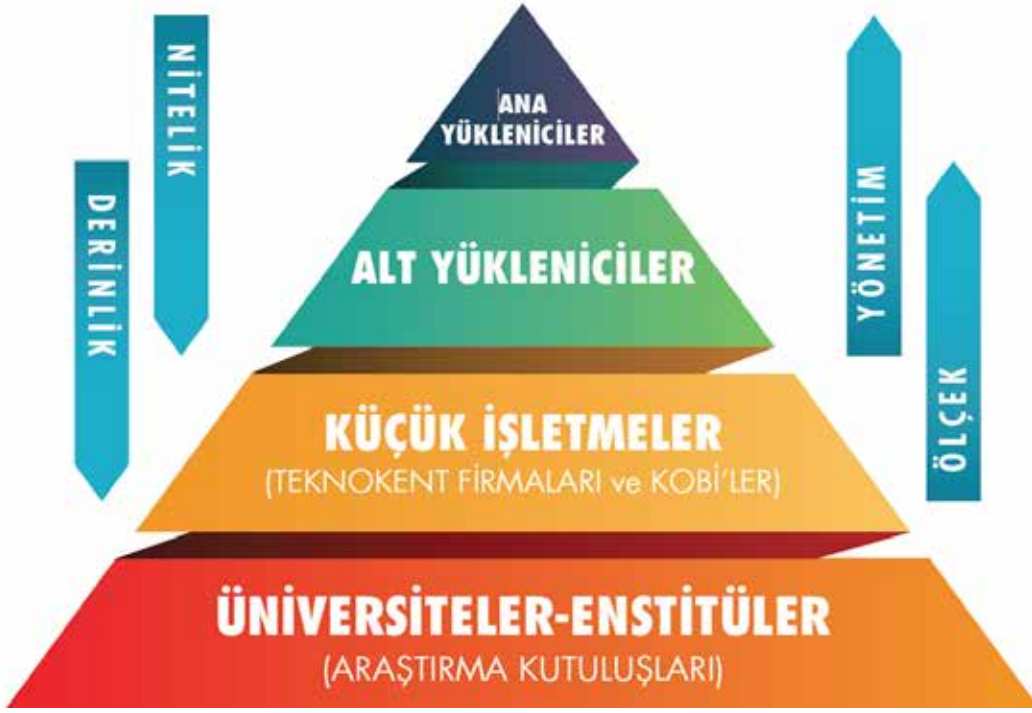 NİTELİK
DERİNLİK
ANA
YÜKLENİCİLER
ALT YÜKLENİCİLER
KÜÇÜK İŞLETMELER
(TEKNOKENT FİRMALARI ve KOBİ'LER)
ÜNİVERSİTELER-ENSTİTÜLER
(ARAŞTIRMA KUTULUŞLARI)
YÖNETİM
ÖLÇEK